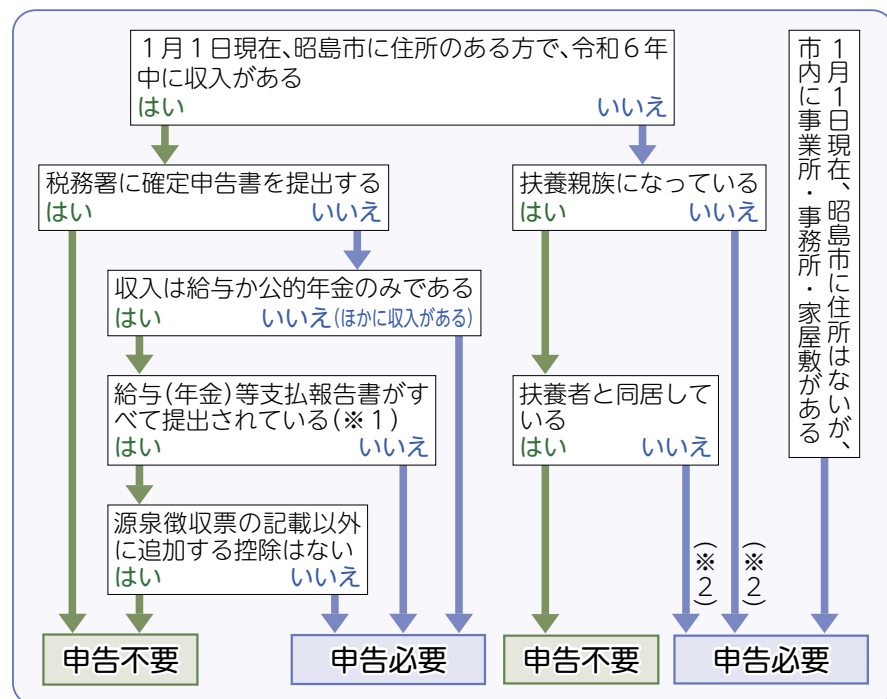 1月1日現在、昭島市に住所のある方で、令和6年
中に収入がある
はい いいえ
税務署に確定申告書を提出する
はい いいえ
収入は給与か公的年金のみである
はい いいえ(ほかに収入がある)
給与(年金)等支払報告書がす
べて提出されている(※1)
はい いいえ
源泉徴収票の記載以外
に追加する控除はない
はい いいえ
申告不要
申告必要
扶養親族になっている
はい いいえ
扶養者と同居して
いる
はい いいえ
(※2)
(※2)
申告不要
申告必要
1月1日現在、昭島市に住所はないが、
市内に事業所・事務所・家屋敷がある